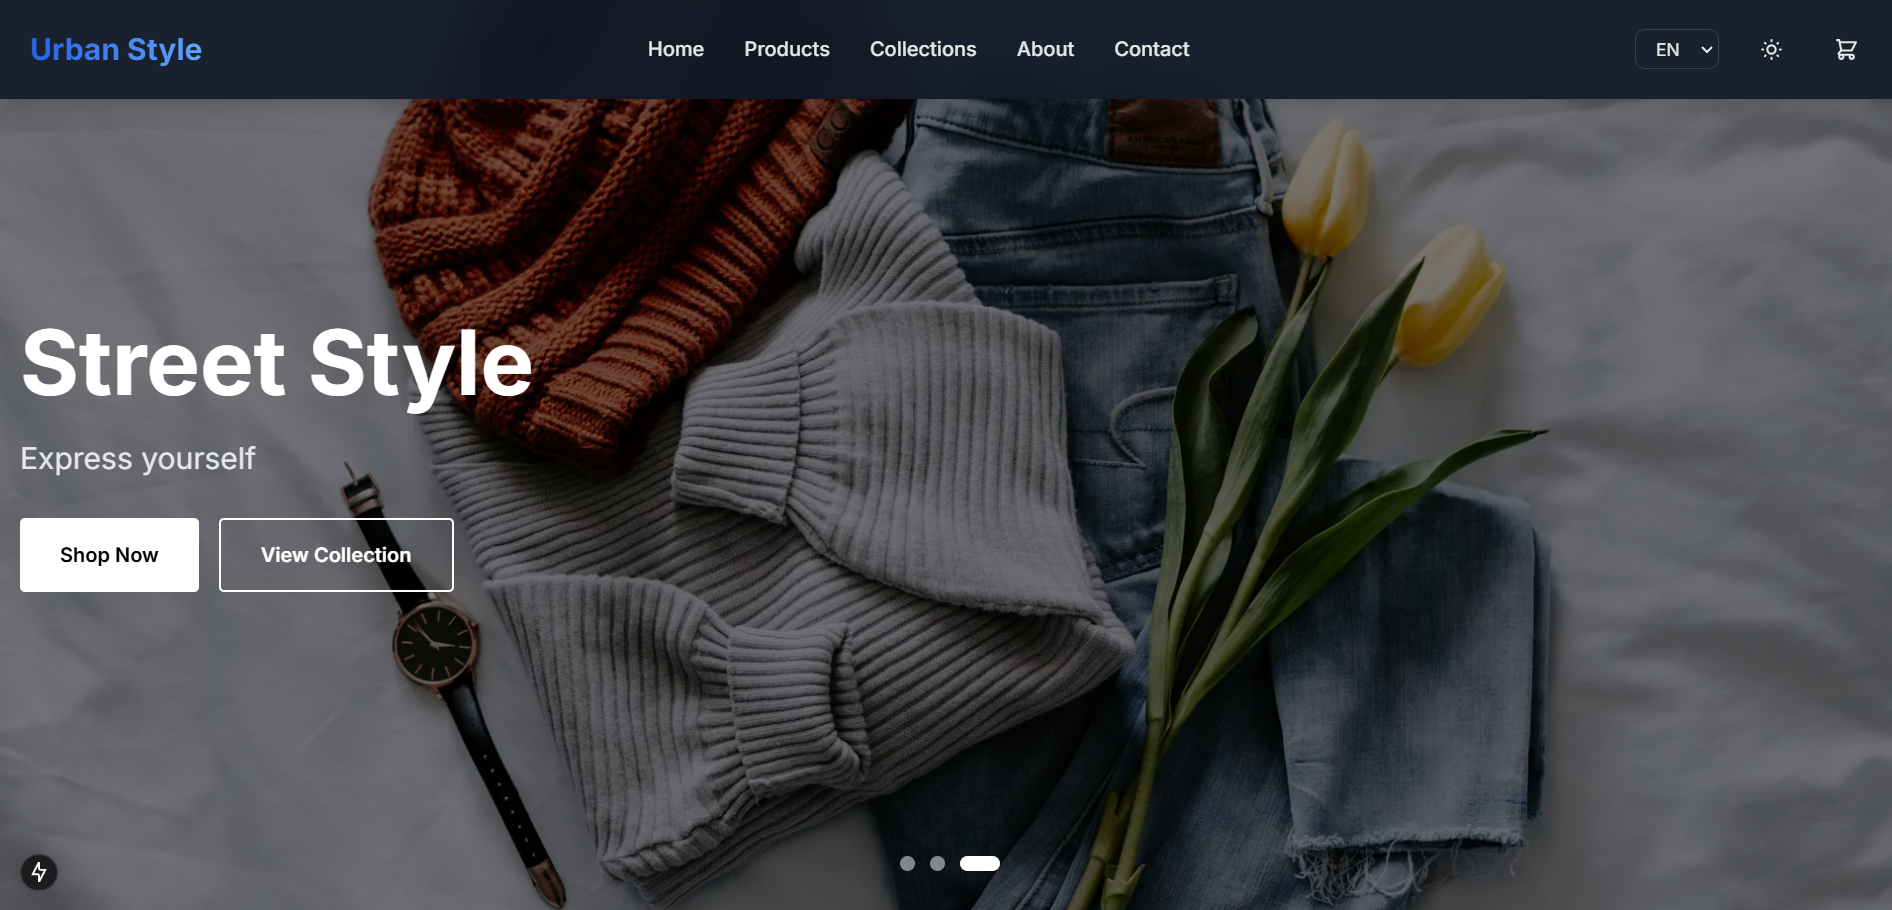 Urban Style
Home Products Collections About Contact
EN
Street Style
Express yourself
Shop Now
View Collection